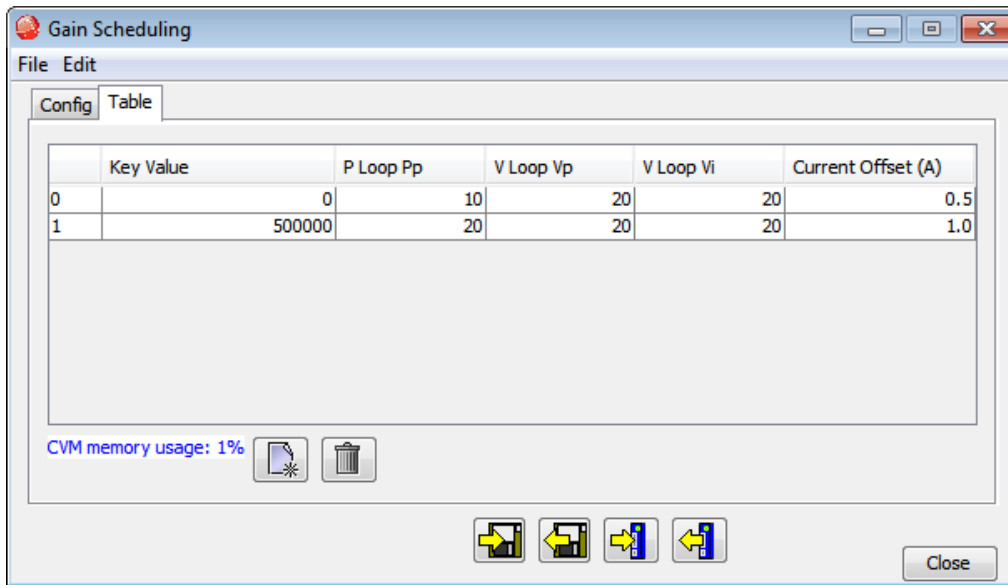 Gain Scheduling
File Edit
Config Table
Key Value P Loop Pp V Loop Vp V Loop Vi Current Offset (A)
0 0 10 20 20 0.5
1 500000 20 20 20 1.0
CVM memory usage: 1%
Close